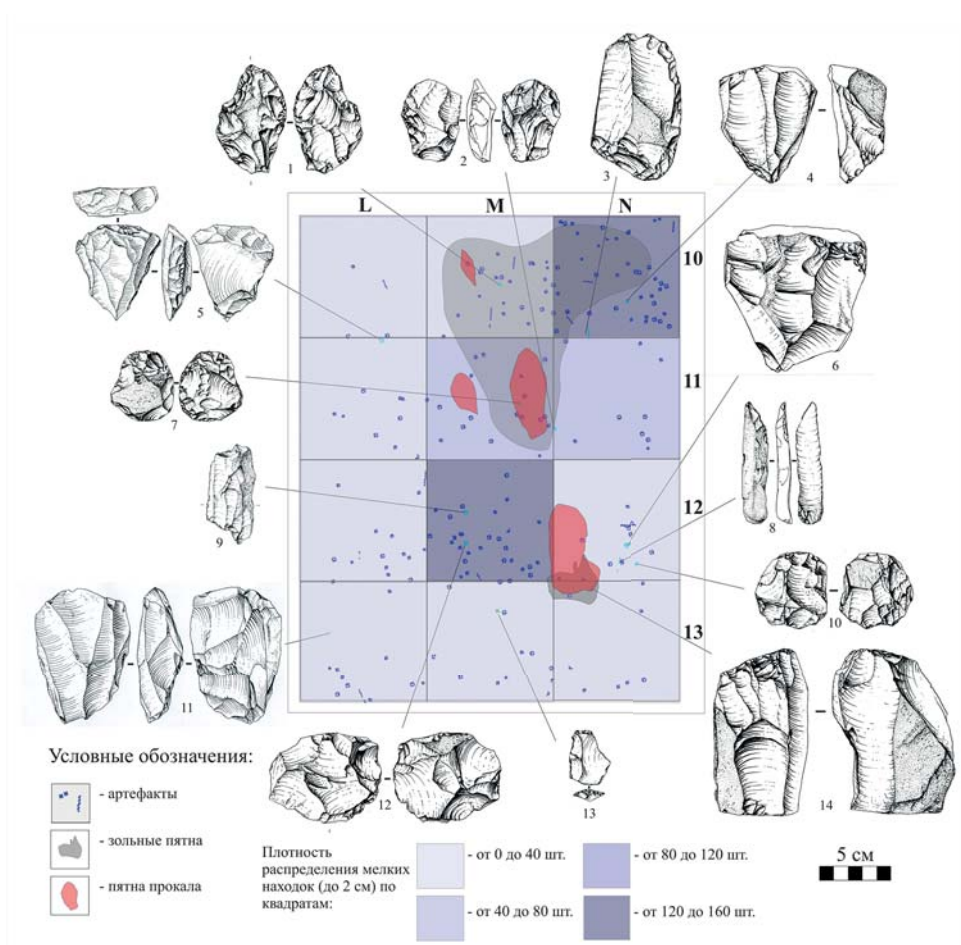 1
2
3
4
L M N
10
5
6
11
7
8
12
9
10
13
11
12
13
14
Условные обозначения:
- артефакты
- зольные пятна
- пятна прокала
Плотность
распределения мелких
находок (до 2 см) по
квадратам:
- от 0 до 40 шт.
- от 40 до 80 шт.
- от 80 до 120 шт.
- от 120 до 160 шт.
5 см